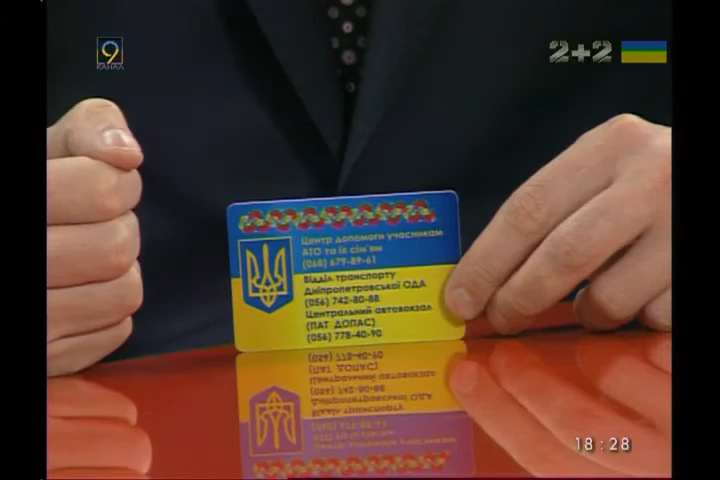 9
КАНАЛ
2+2
Центр допомоги учасникам
АТО та їх сім'ям
(068) 679-89-61
Відділ транспорту
Дніпропетровської ОДА
(056) 742-80-88
Центральний автовокзал
(ПАТ ДОПАС)
(056) 778-40-90
18:28